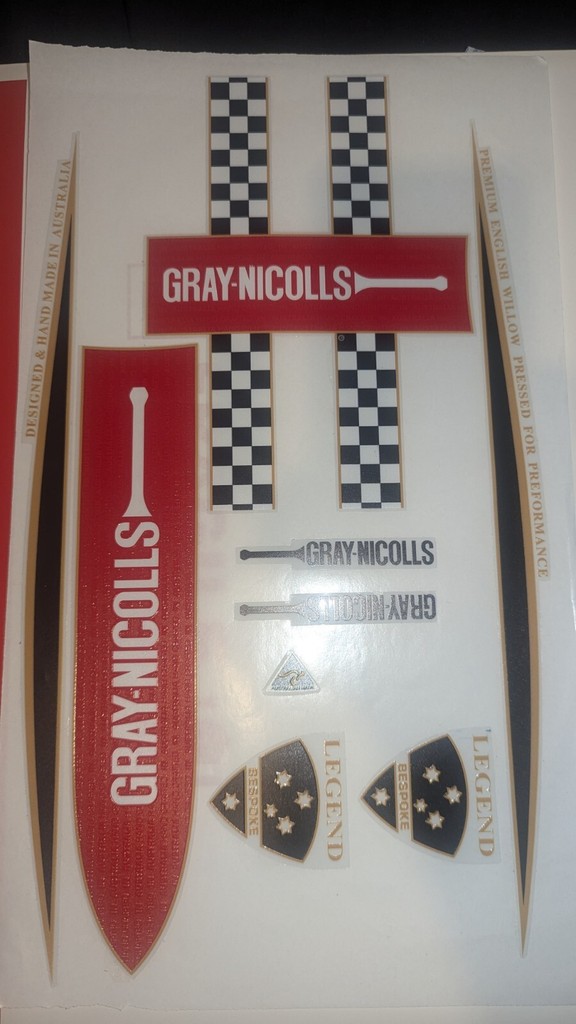 DESIGNED & HAND MADE IN AUSTRALIA
PREMIUM ENGLISH WILLOW PRESSED FOR PREFORMANCE
GRAY-NICOLLS
GRAY-NICOLLS
GRAY-NICOLLS
GRAY-NICOLLS
LEGEND
BESPOKE
'LEGEND
BESPOKE